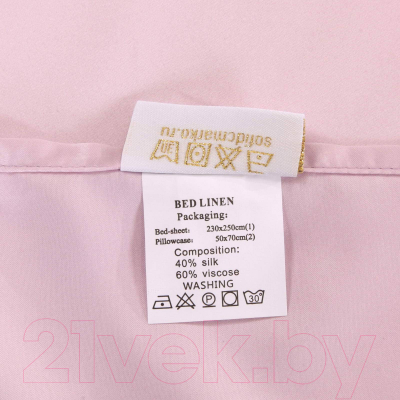 solidcmarko.ru
BED LINEN
Packaging:
Bed-sheet: 230x250cm(1)
Pillowcase: 50x70cm(2)
Composition:
40% silk
60% viscose
WASHING
P 30°
21vek.by